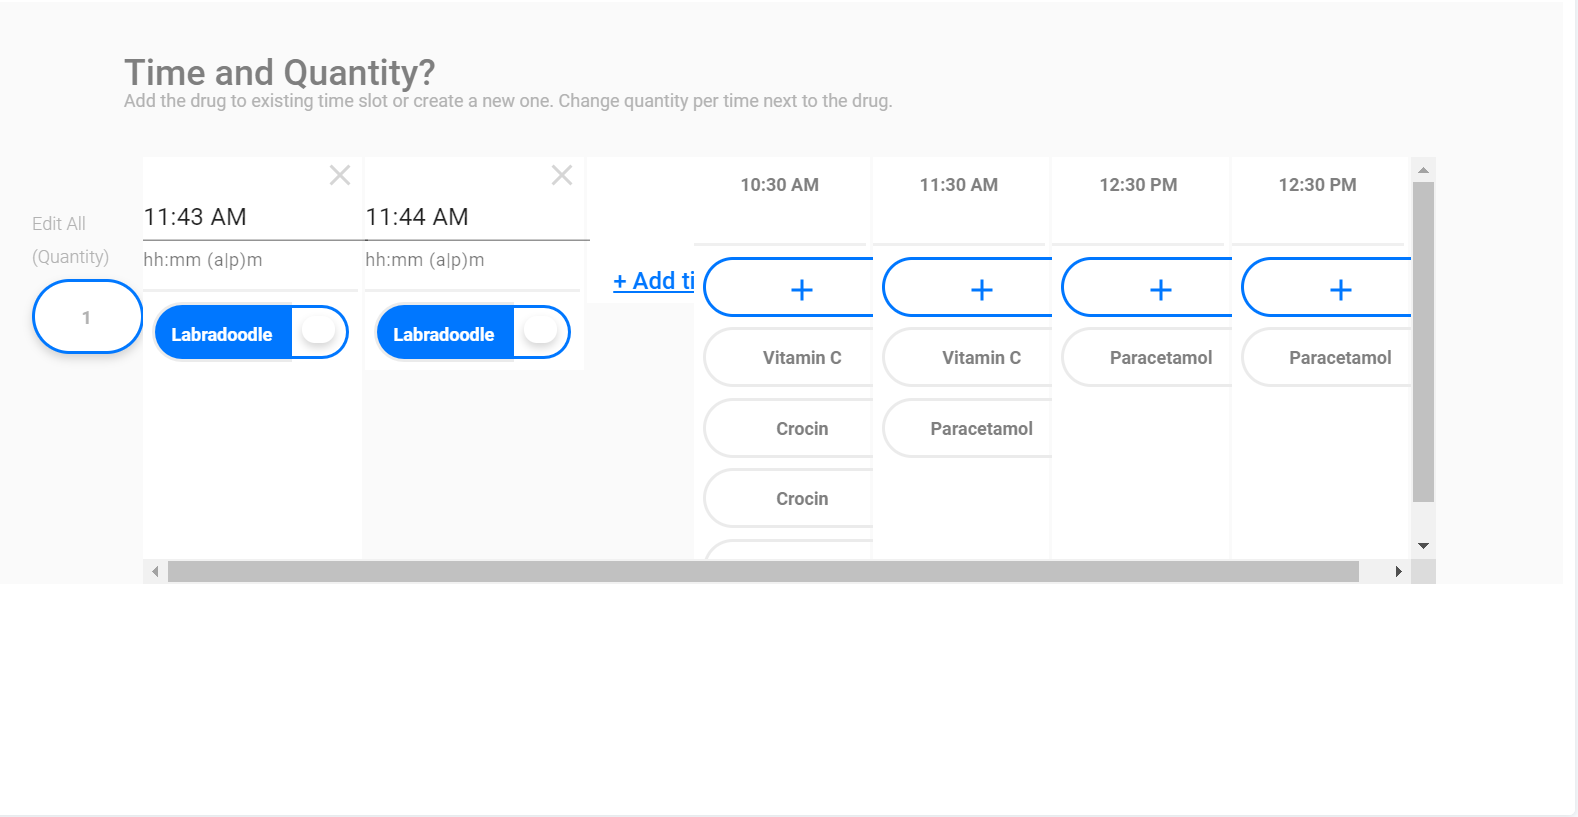 Time and Quantity?
Add the drug to existing time slot or create a new one. Change quantity per time next to the drug.
Edit All
(Quantity)
1
11:43 AM
hh:mm (a|p)m
Labradoodle
11:44 AM
hh:mm (a|p)m
Labradoodle
+ Add ti
10:30 AM
+
Vitamin C
Crocin
Crocin
11:30 AM
+
Vitamin C
Paracetamol
12:30 PM
+
Paracetamol
12:30 PM
+
Paracetamol